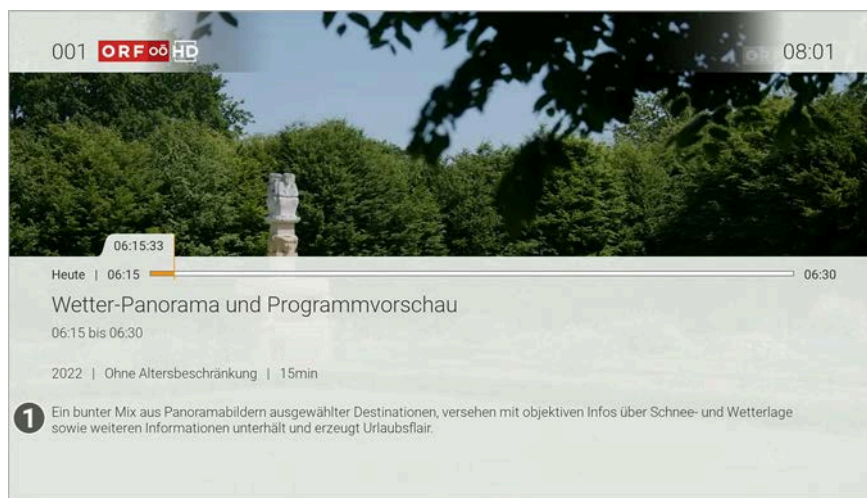 001 ORF oö HD 08:01
06:15:33
Heute | 06:15 06:30
Wetter-Panorama und Programmvorschau
06:15 bis 06:30
2022 | Ohne Altersbeschränkung | 15min
1 Ein bunter Mix aus Panoramabildern ausgewählter Destinationen, versehen mit objektiven Infos über Schnee- und Wetterlage
sowie weiteren Informationen unterhält und erzeugt Urlaubsflair.